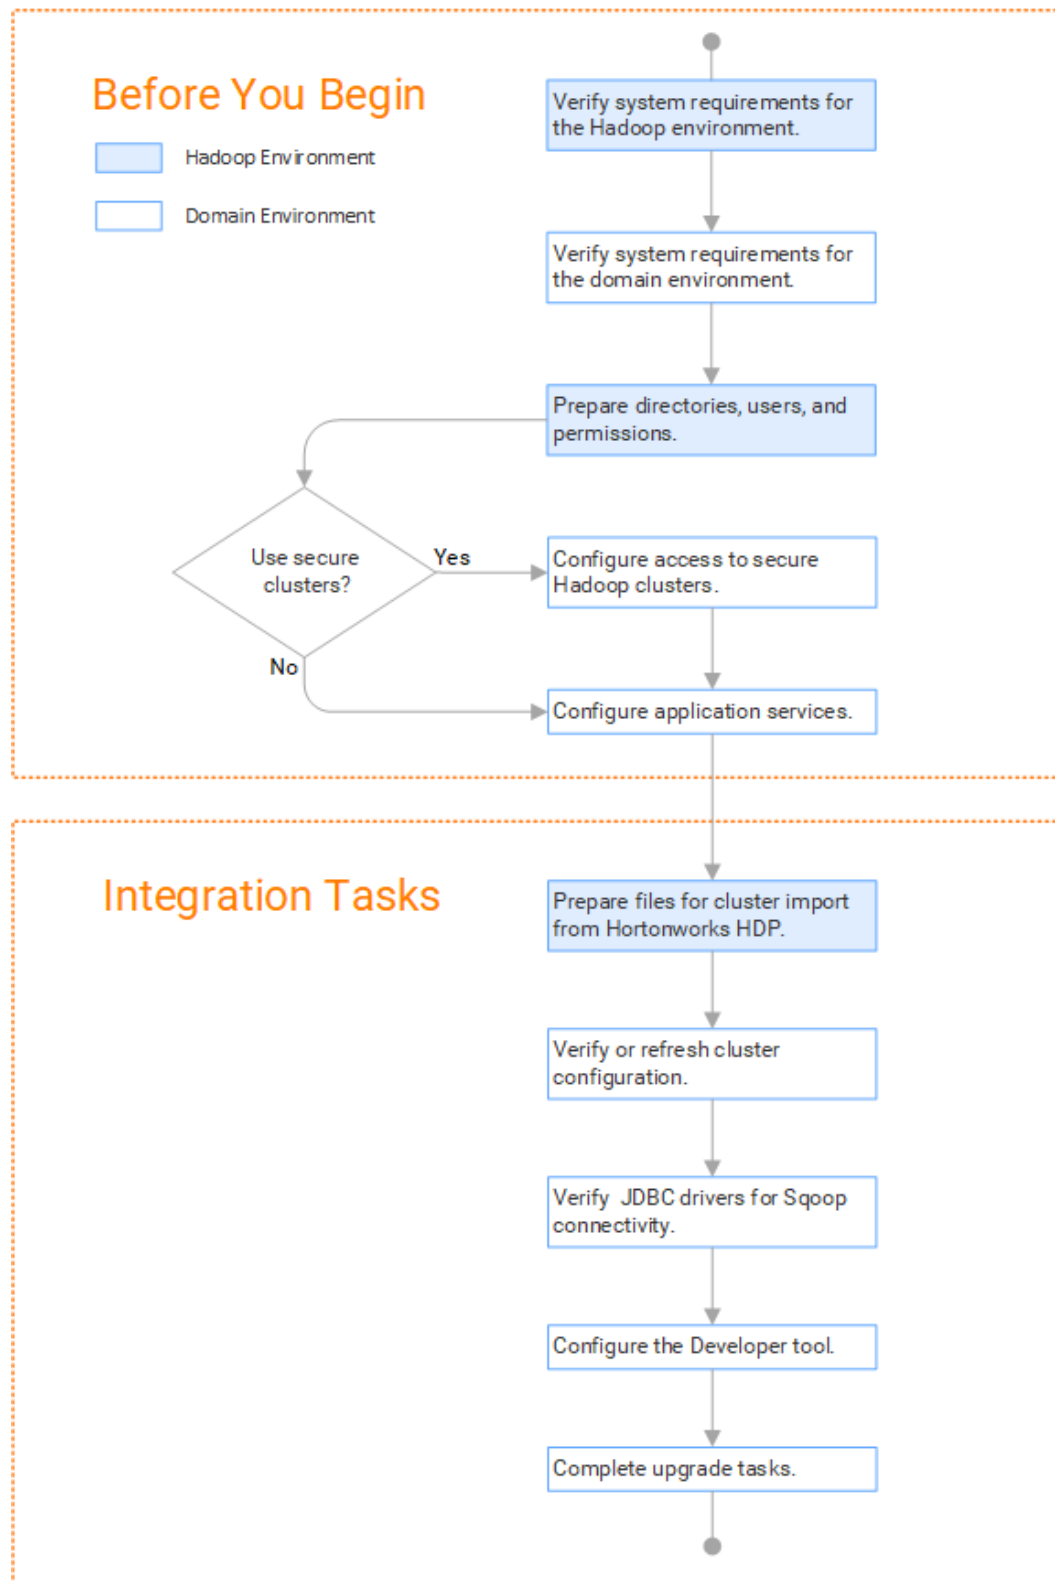 Before You Begin
Hadoop Environment
Domain Environment
Verify system requirements for
the Hadoop environment.
Verify system requirements for
the domain environment.
Prepare directories, users, and
permissions.
Use secure
clusters?
Yes
Configure access to secure
Hadoop clusters.
No
Configure application services.
Integration Tasks
Prepare files for cluster import
from Hortonworks HDP.
Verify or refresh cluster
configuration.
Verify  JDBC drivers for Sqoop
connectivity.
Configure the Developer tool.
Complete upgrade tasks.